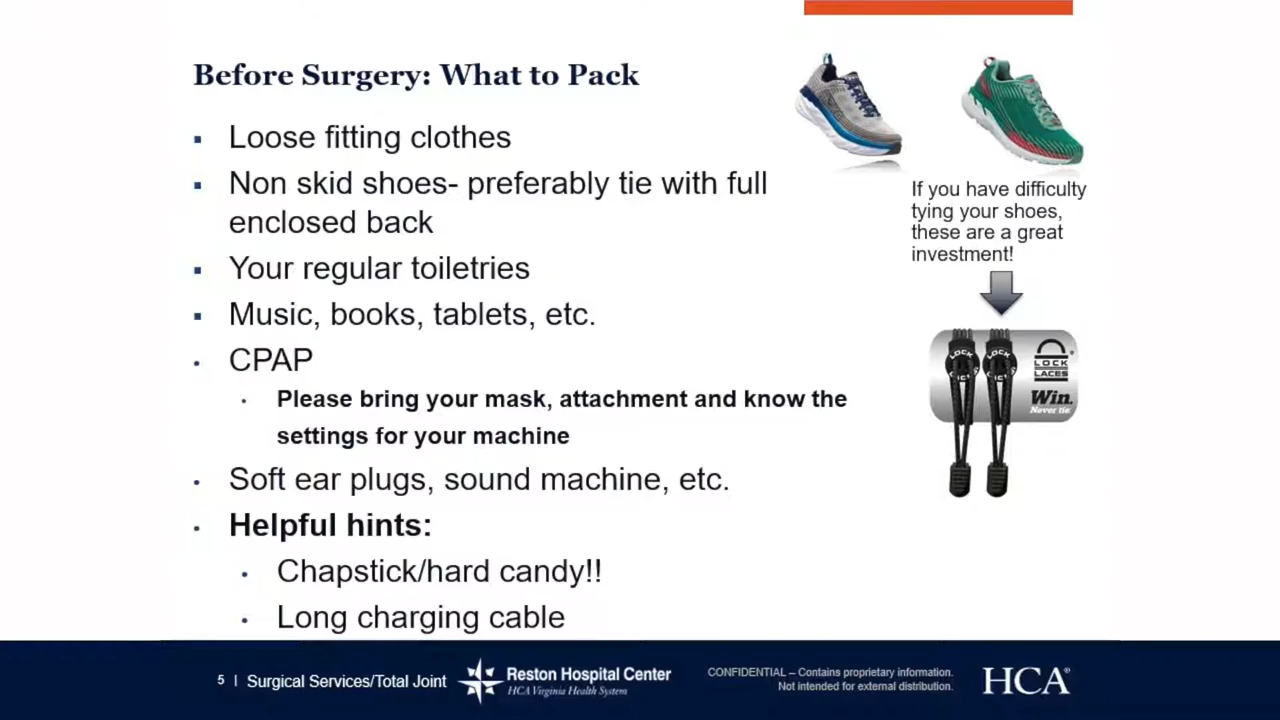 Before Surgery: What to Pack
Loose fitting clothes
Non skid shoes- preferably tie with full
enclosed back
Your regular toiletries
Music, books, tablets, etc.
CPAP
Please bring your mask, attachment and know the
settings for your machine
Soft ear plugs, sound machine, etc.
Helpful hints:
Chapstick/hard candy!!
Long charging cable
If you have difficulty
tying your shoes,
these are a great
investment!
LOCK
LACES
Win.
Never tie.
5 | Surgical Services/Total Joint
Reston Hospital Center
HCA Virginia Health System
CONFIDENTIAL – Contains proprietary information.
Not intended for external distribution.
HCA®